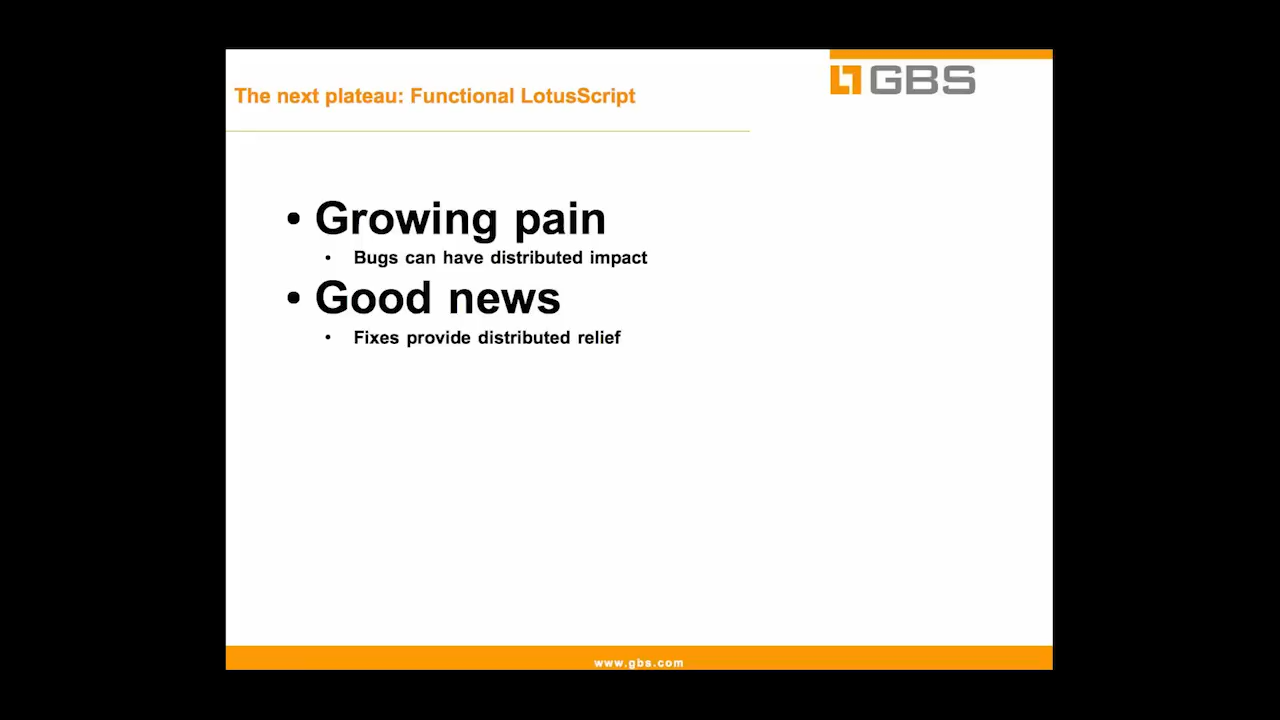 The next plateau: Functional LotusScript
GBS
• Growing pain
• Bugs can have distributed impact
• Good news
• Fixes provide distributed relief
www.gbs.com